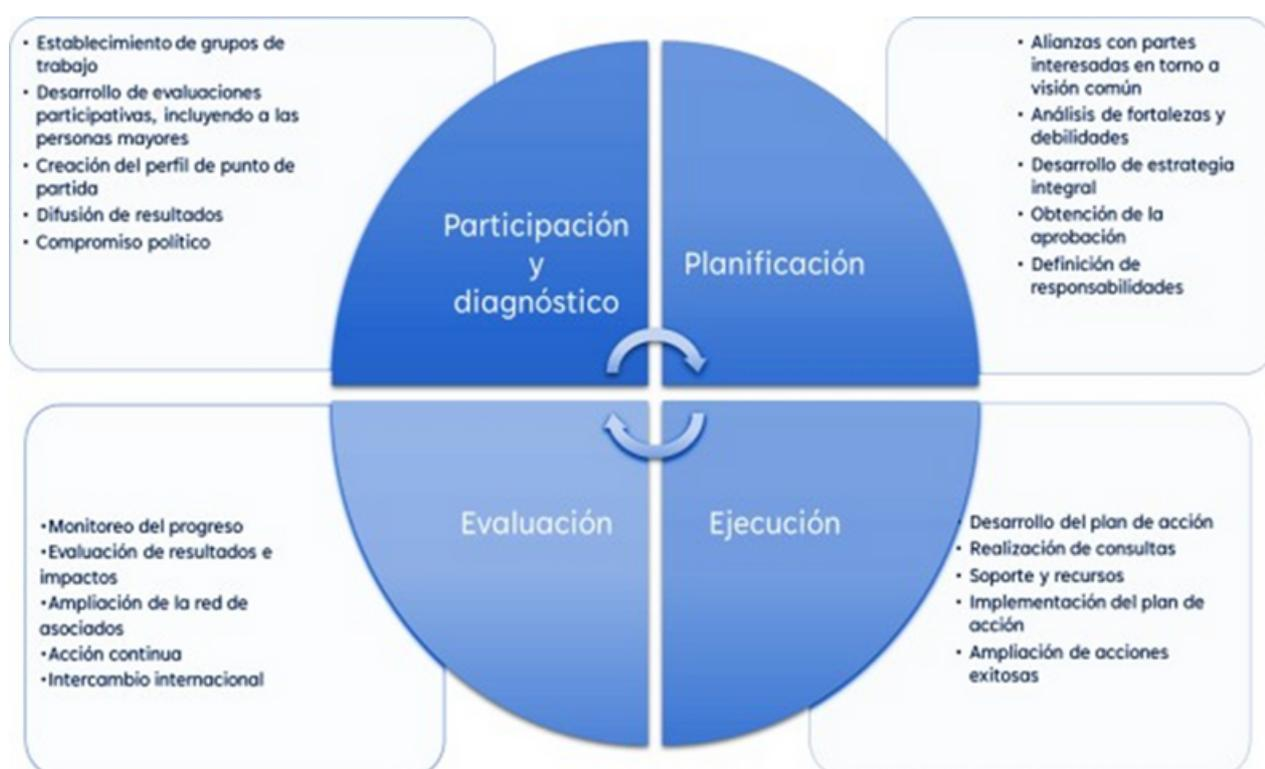 • Establecimiento de grupos de
trabajo
• Desarrollo de evaluaciones
participativas, incluyendo a las
personas mayores
• Creación del perfil de punto de
partida
• Difusión de resultados
• Compromiso político
Participación
y
diagnóstico
Planificación
• Alianzas con partes
interesadas en torno a
visión común
• Análisis de fortalezas y
debilidades
• Desarrollo de estrategia
integral
• Obtención de la
aprobación
• Definición de
responsabilidades
•Monitoreo del progreso
•Evaluación de resultados e
impactos
•Ampliación de la red de
asociados
•Acción continua
•Intercambio internacional
Evaluación
Ejecución
• Desarrollo del plan de acción
• Realización de consultas
• Soporte y recursos
• Implementación del plan de
acción
• Ampliación de acciones
exitosas